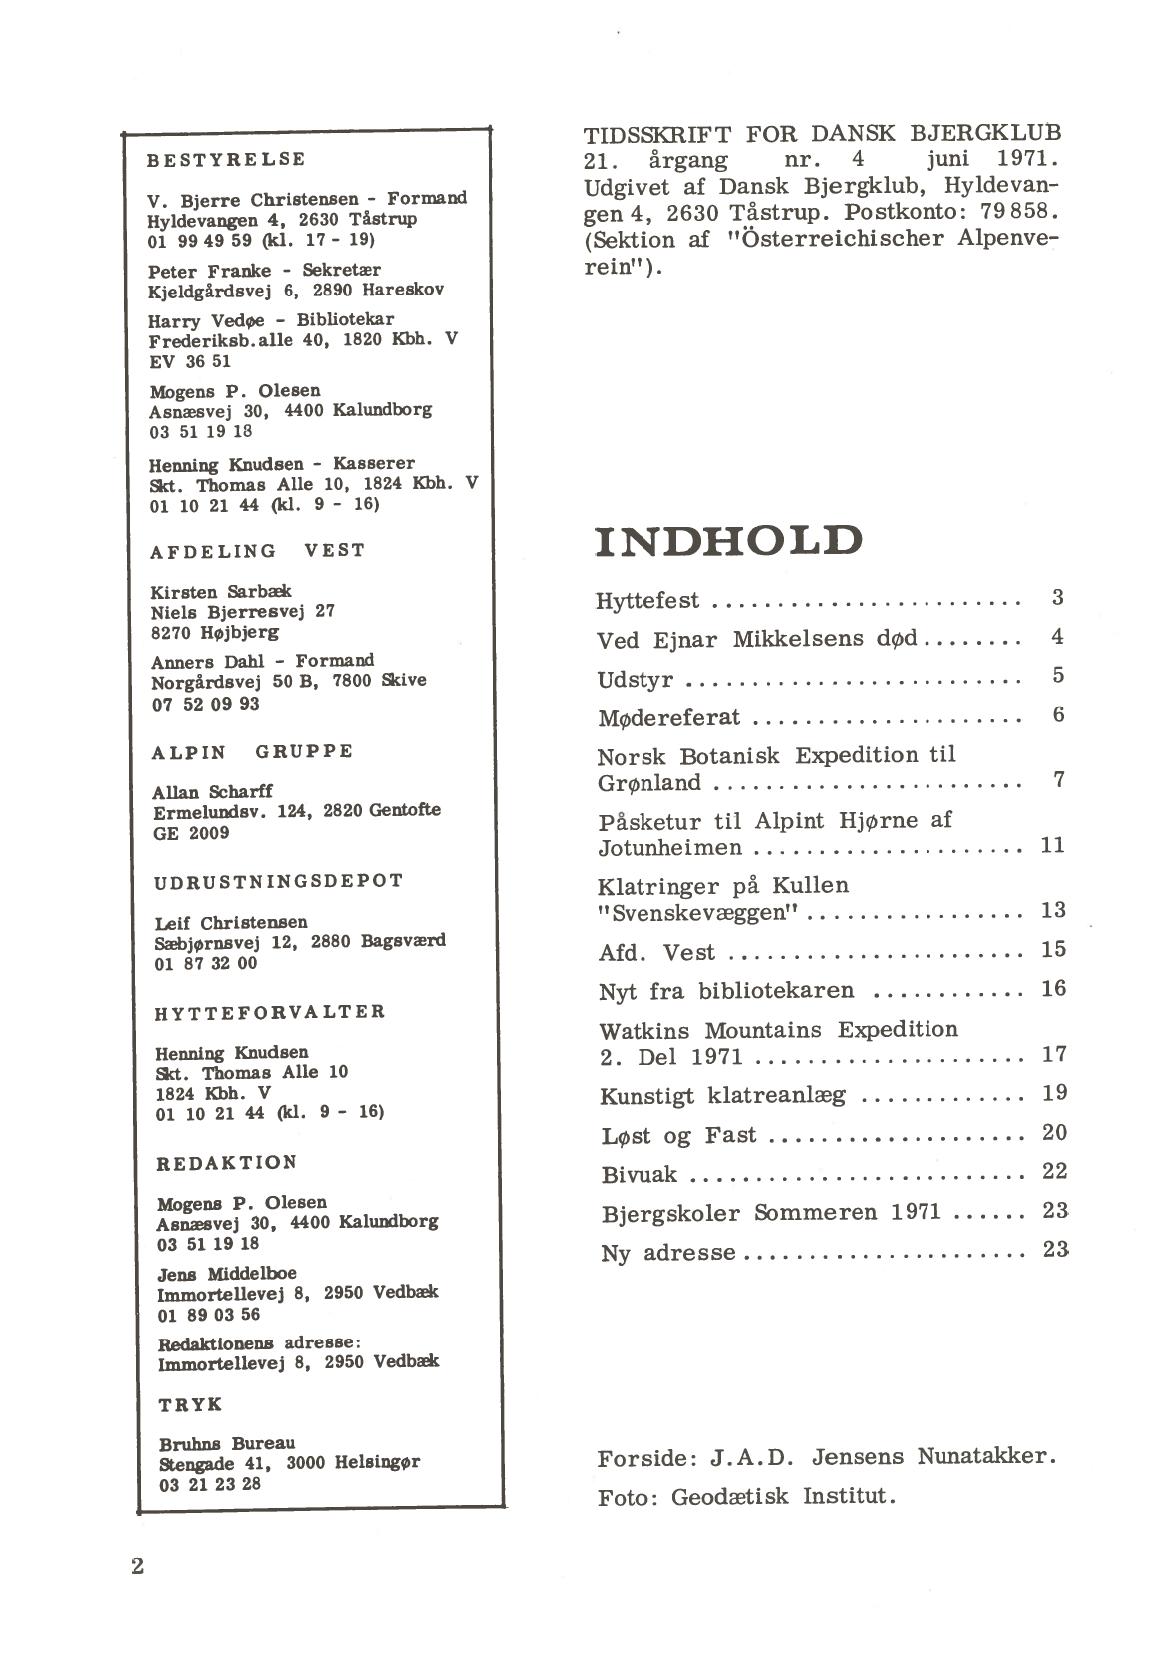 BESTYRELSE
V. Bjerre Christensen - Formand
Hyldevangen 4, 2630 Tåstrup
01 99 49 59 (kl. 17 - 19)
Peter Franke - Sekretær
Kjeldgårdsvej 6, 2890 Hareskov
Harry Vedøe - Bibliotekar
Frederiksb.alle 40, 1820 Kbh. V
EV 36 51
Mogens P. Olesen
Asnæsvej 30, 4400 Kalundborg
03 51 19 18
Henning Knudsen - Kasserer
Skt. Thomas Alle 10, 1824 Kbh. V
01 10 21 44 (kl. 9 - 16)
AFDELING VEST
Kirsten Sarbæk
Niels Bjerresvej 27
8270 Højbjerg
Anners Dahl - Formand
Norgårdsvej 50 B, 7800 Skive
07 52 09 93
ALPIN GRUPPE
Allan Scharff
Ermelundsv. 124, 2820 Gentofte
GE 2009
UDRUSTNINGSDEPOT
Leif Christensen
Sæbjørnsvej 12, 2880 Bagsværd
01 87 32 00
HYTTEFORVALTER
Henning Knudsen
Skt. Thomas Alle 10
1824 Kbh. V
01 10 21 44 (kl. 9 - 16)
REDAKTION
Mogens P. Olesen
Asnæsvej 30, 4400 Kalundborg
03 51 19 18
Jens Middelboe
Immortellevej 8, 2950 Vedbæk
01 89 03 56
Redaktionens adresse:
Immortellevej 8, 2950 Vedbæk
TRYK
Bruhns Bureau
Stengade 41, 3000 Helsingør
03 21 23 28
TIDSSKRIFT FOR DANSK BJERGKLUB
21. årgang nr. 4 juni 1971.
Udgivet af Dansk Bjergklub, Hyldevan-
gen 4, 2630 Tåstrup. Postkonto: 79 858.
(Sektion af "Österreichischer Alpenve-
rein").
INDHOLD
Hyttefest ........................ 3
Ved Ejnar Mikkelsens død ........ 4
Udstyr .......................... 5
Mødereferat ..................... 6
Norsk Botanisk Expedition til
Grønland ........................ 7
Påsketur til Alpint Hjørne af
Jotunheimen ..................... 11
Klatringer på Kullen
"Svenskevæggen" ................. 13
Afd. Vest ....................... 15
Nyt fra bibliotekaren ............ 16
Watkins Mountains Expedition
2. Del 1971 ..................... 17
Kunstigt klatreanlæg ............. 19
Løst og Fast .................... 20
Bivuak .......................... 22
Bjergskoler Sommeren 1971 ...... 23
Ny adresse ...................... 23
Forside: J.A.D. Jensens Nunatakker.
Foto: Geodætisk Institut.
2